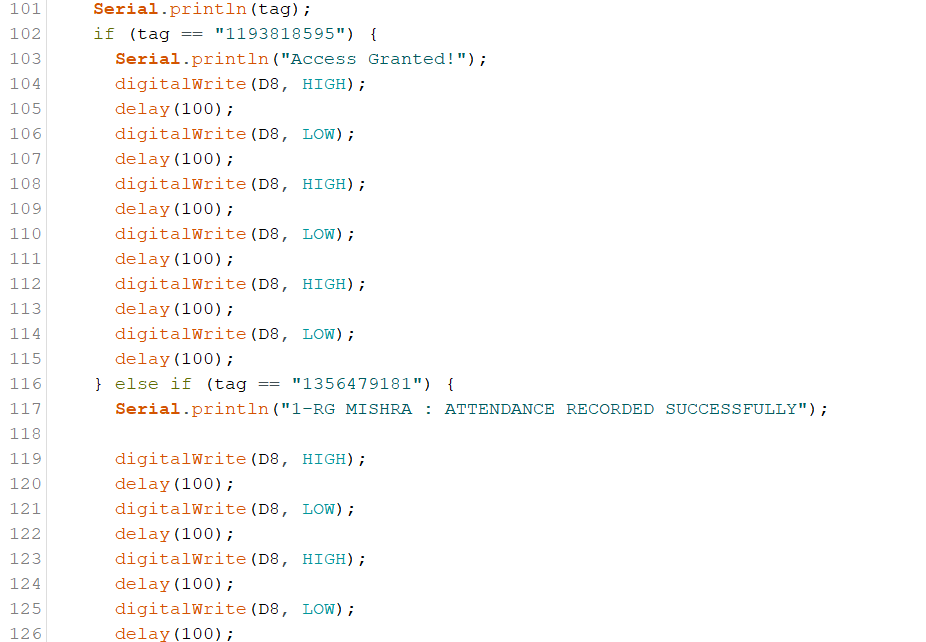 101 Serial.println(tag);
102 if (tag == "1193818595") {
103 Serial.println("Access Granted!");
104 digitalWrite(D8, HIGH);
105 delay(100);
106 digitalWrite(D8, LOW);
107 delay(100);
108 digitalWrite(D8, HIGH);
109 delay(100);
110 digitalWrite(D8, LOW);
111 delay(100);
112 digitalWrite(D8, HIGH);
113 delay(100);
114 digitalWrite(D8, LOW);
115 delay(100);
116 } else if (tag == "1356479181") {
117 Serial.println("1-RG MISHRA : ATTENDANCE RECORDED SUCCESSFULLY");
118
119 digitalWrite(D8, HIGH);
120 delay(100);
121 digitalWrite(D8, LOW);
122 delay(100);
123 digitalWrite(D8, HIGH);
124 delay(100);
125 digitalWrite(D8, LOW);
126 delay(100);